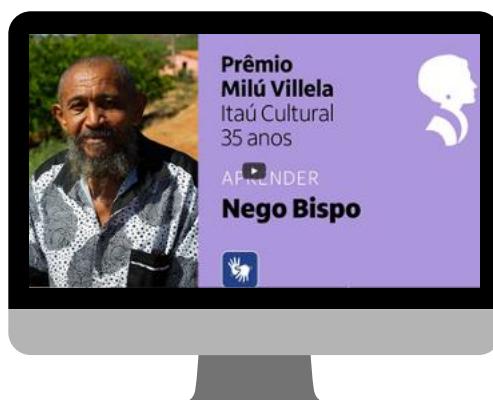 Prêmio
Milú Villela
Itaú Cultural
35 anos
APRENDER
Nego Bispo